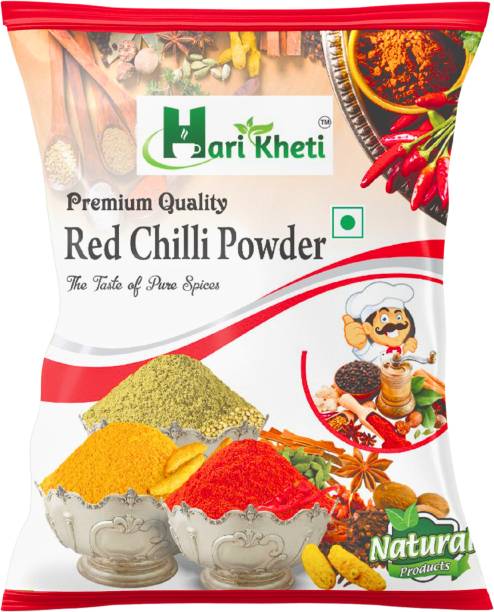 Hari Kheti TM
Premium Quality
Red Chilli Powder
The Taste of Pure Spices
Natural
Products